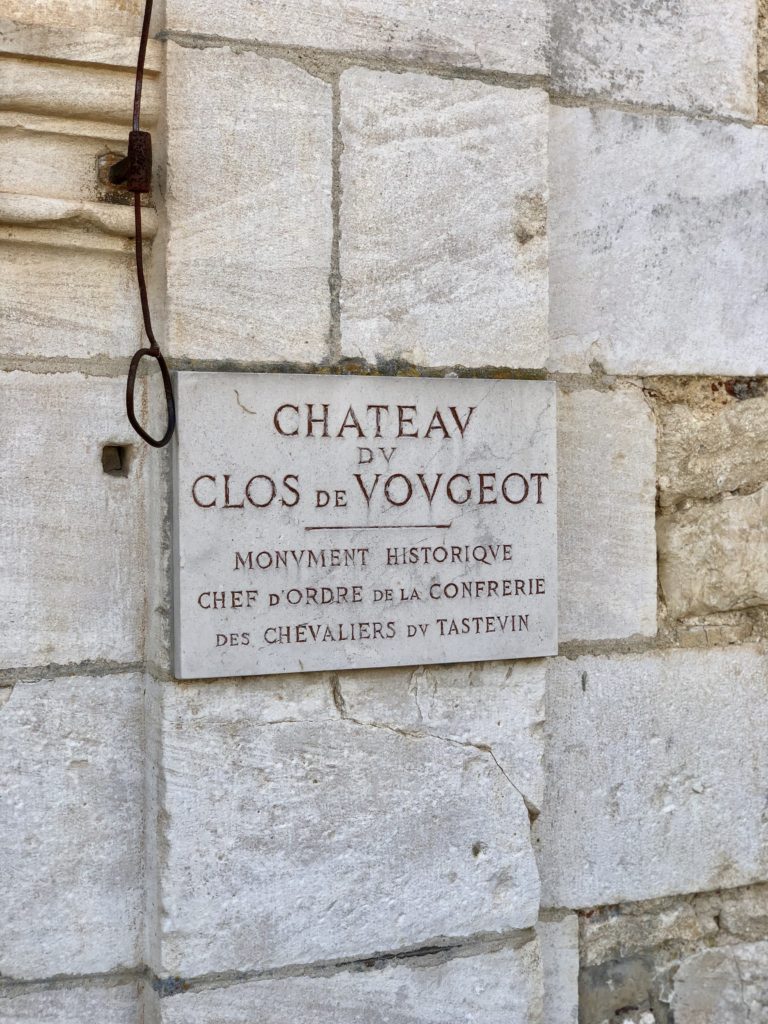 CHATEAV
DV
CLOS DE VOVGEOT
MONVMENT HISTORIQVE
CHEF D'ORDRE DE LA CONFRERIE
DES CHEVALIERS DV TASTEVIN